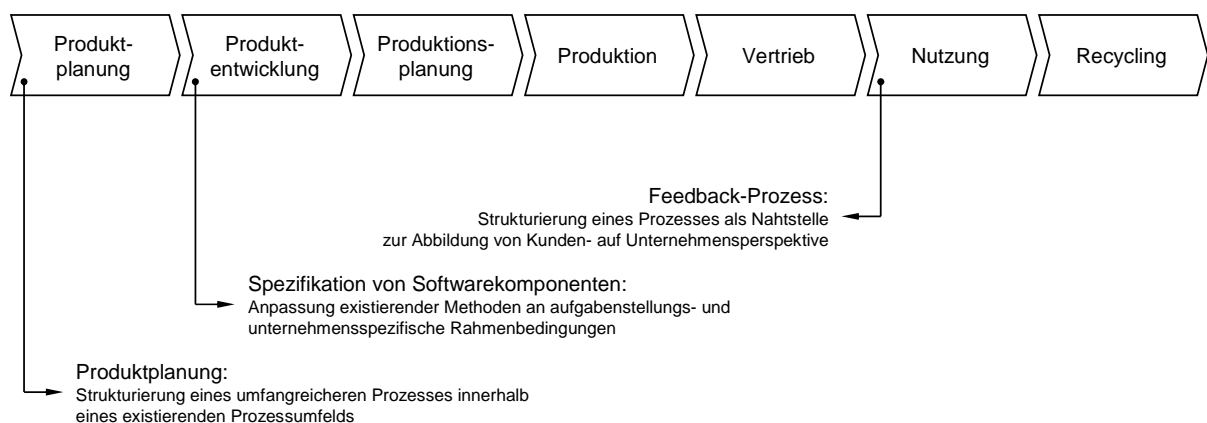 Produkt-
planung
Produkt-
entwicklung
Produktions-
planung
Produktion
Vertrieb
Nutzung
Recycling
Feedback-Prozess:
Strukturierung eines Prozesses als Nahtstelle
zur Abbildung von Kunden- auf Unternehmensperspektive
Spezifikation von Softwarekomponenten:
Anpassung existierender Methoden an aufgabenstellungs- und
unternehmensspezifische Rahmenbedingungen
Produktplanung:
Strukturierung eines umfangreicheren Prozesses innerhalb
eines existierenden Prozessumfelds